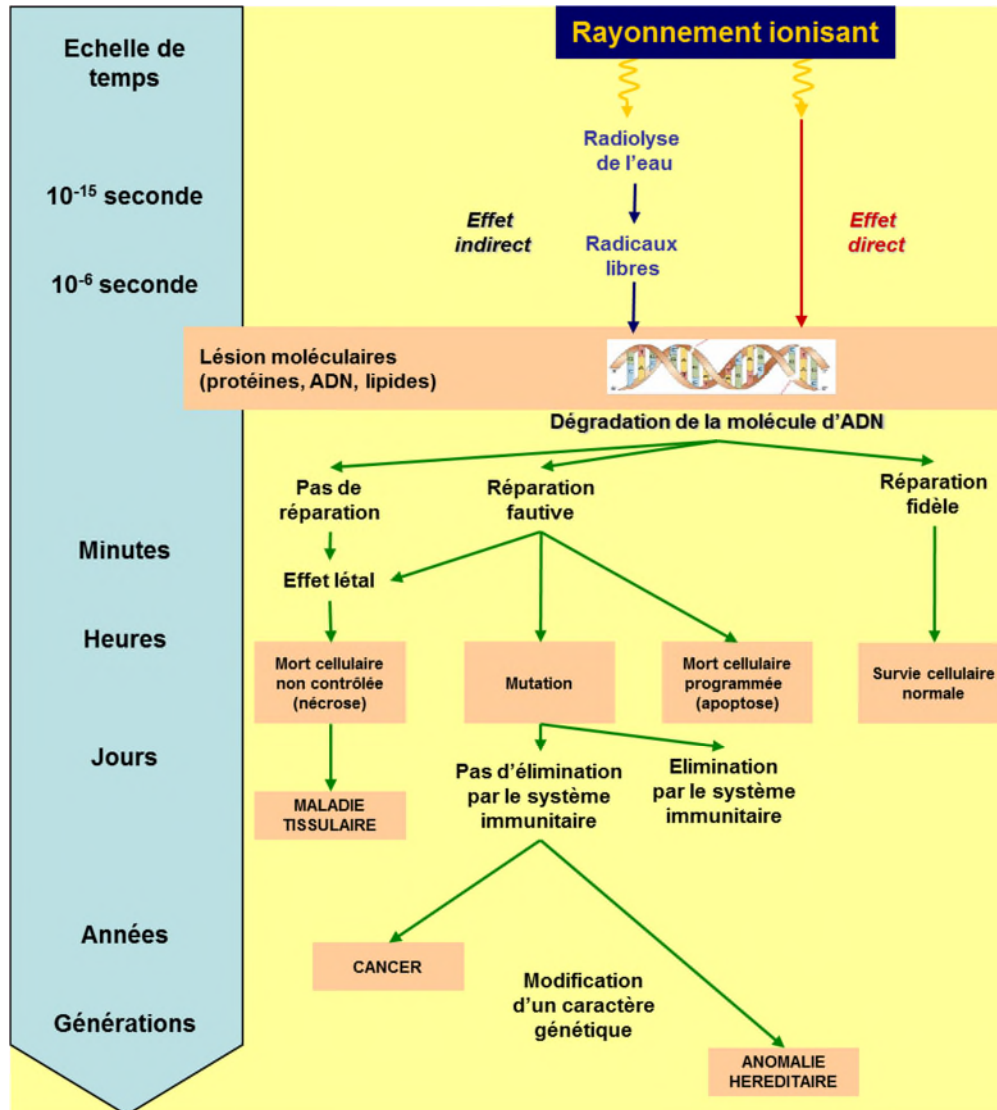 Rayonnement ionisant
Echelle de
temps
Radiolyse
de l'eau
10⁻¹⁵ seconde
Effet
indirect
Effet
direct
Radicaux
libres
10⁻⁶ seconde
Lésion moléculaires
(protéines, ADN, lipides)
Dégradation de la molécule d'ADN
Pas de
réparation
Réparation
fautive
Réparation
fidèle
Minutes
Effet létal
Heures
Mort cellulaire
non contrôlée
(nécrose)
Mutation
Mort cellulaire
programmée
(apoptose)
Survie cellulaire
normale
Jours
Pas d'élimination
par le système
immunitaire
Elimination
par le système
immunitaire
MALADIE
TISSULAIRE
Années
CANCER
Modification
d'un caractère
génétique
Générations
ANOMALIE
HEREDITAIRE